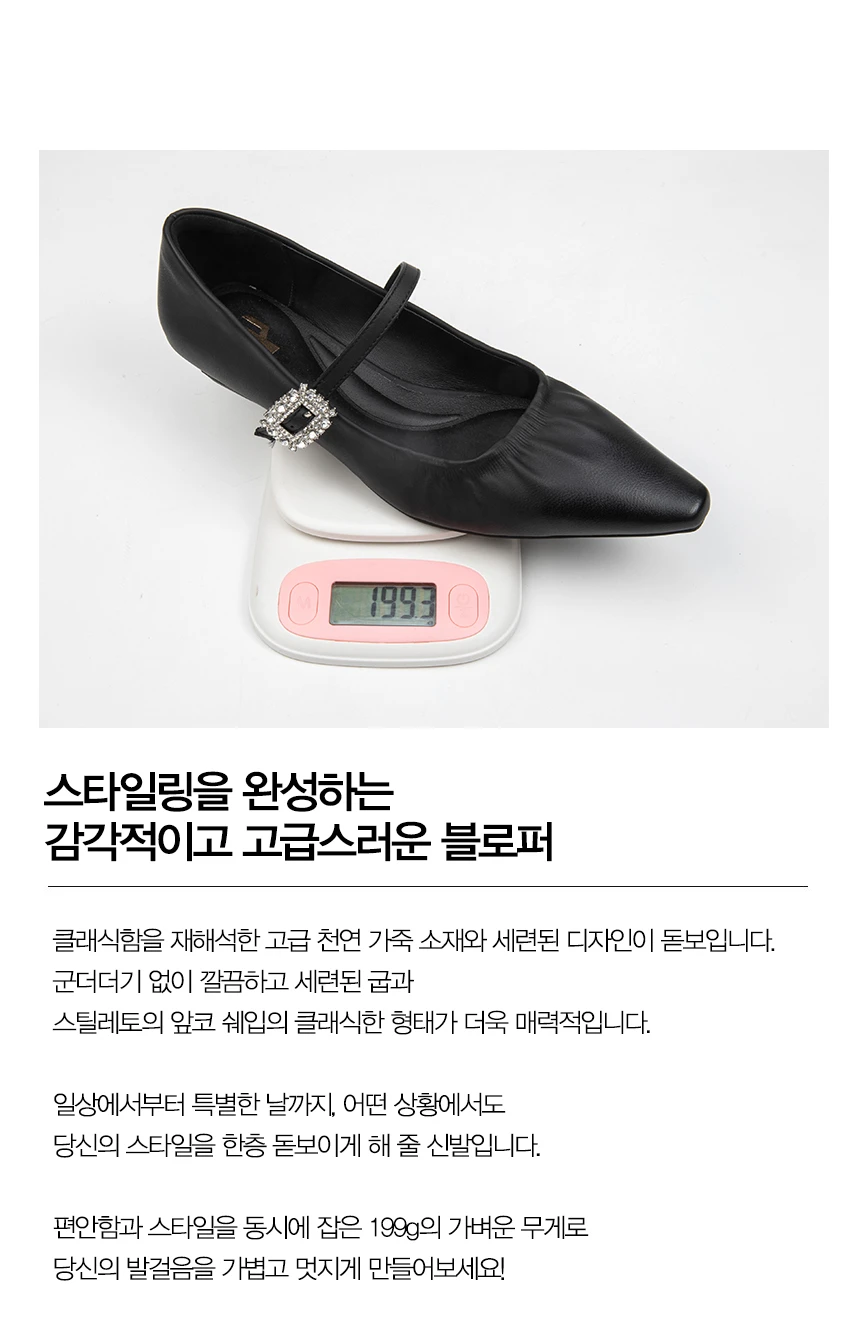 199.3
스타일링을 완성하는
감각적이고 고급스러운 블로퍼
클래식함을 재해석한 고급 천연 가죽 소재와 세련된 디자인이 돋보입니다.
군더더기 없이 깔끔하고 세련된 굽과
스틸레토의 앞코 쉐입의 클래식한 형태가 더욱 매력적입니다.
일상에서부터 특별한 날까지, 어떤 상황에서도
당신의 스타일을 한층 돋보이게 해 줄 신발입니다.
편안함과 스타일을 동시에 잡은 199g의 가벼운 무게로
당신의 발걸음을 가볍고 멋지게 만들어보세요!